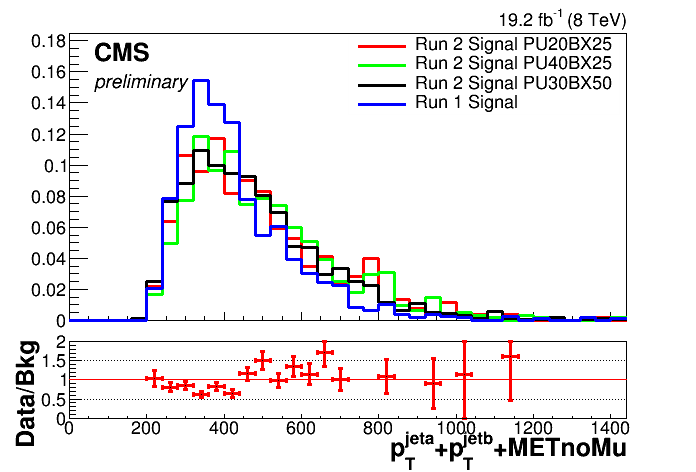 19.2 fb⁻¹ (8 TeV)
CMS
preliminary
Run 2 Signal PU20BX25
Run 2 Signal PU40BX25
Run 2 Signal PU30BX50
Run 1 Signal
0.18
0.16
0.14
0.12
0.1
0.08
0.06
0.04
0.02
0
Data/Bkg
2
1.5
1
0.5
0
0 200 400 600 800 1000 1200 1400
p_T^jeta+p_T^jetb+METnoMu